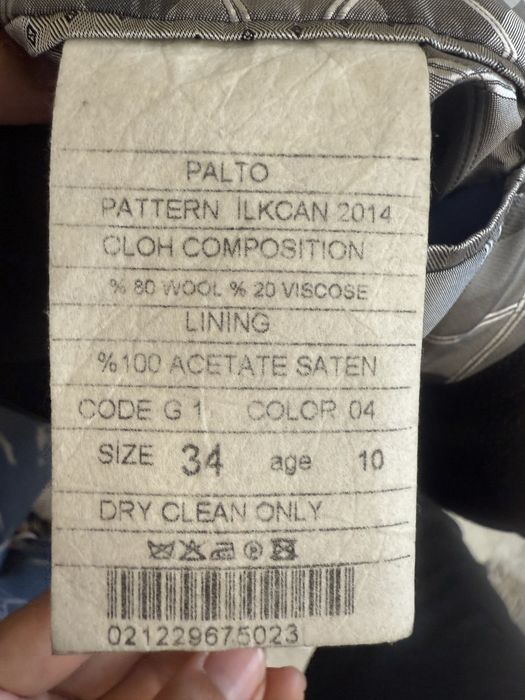 PALTO
PATTERN İLKCAN 2014
CLOH COMPOSITION
% 80 WOOL % 20 VISCOSE
LINING
%100 ACETATE SATEN
CODE G 1 COLOR 04
SIZE 34 age 10
DRY CLEAN ONLY
021229675023